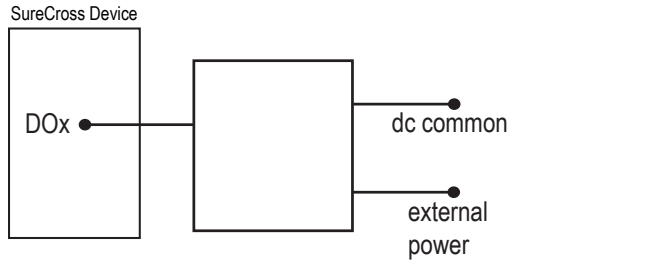 SureCross Device
DOx
dc common
external
power